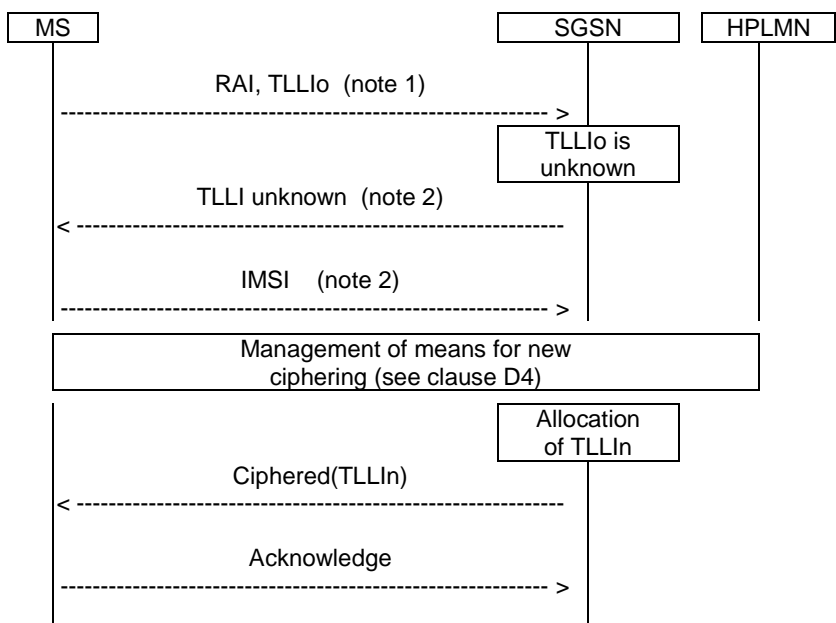 MS SGSN HPLMN
RAI, TLLIo (note 1)
---------------------------------------------------------------- >
TLLIo is
unknown
TLLI unknown (note 2)
< ----------------------------------------------------------------
IMSI (note 2)
---------------------------------------------------------------- >
Management of means for new
ciphering (see clause D4)
Allocation
of TLLIn
Ciphered(TLLIn)
< ----------------------------------------------------------------
Acknowledge
---------------------------------------------------------------- >